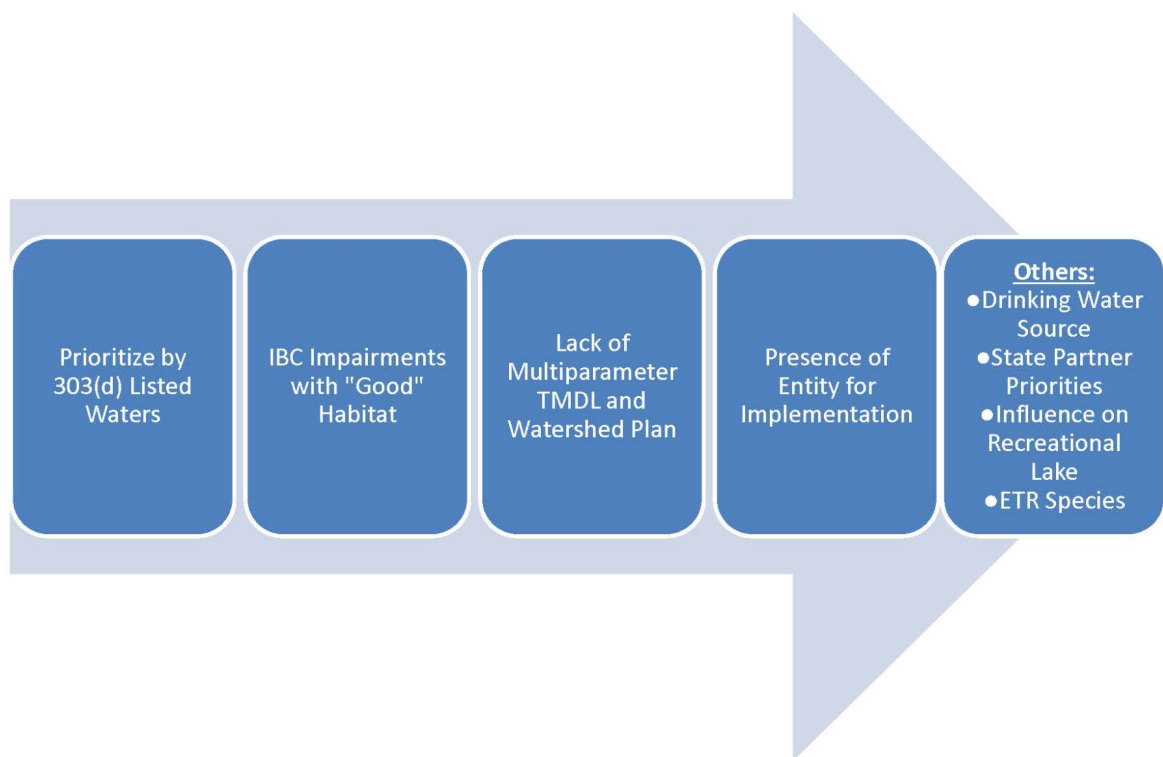 Prioritize by
303(d) Listed
Waters
IBC Impairments
with "Good"
Habitat
Lack of
Multiparameter
TMDL and
Watershed Plan
Presence of
Entity for
Implementation
Others:
●Drinking Water
Source
●State Partner
Priorities
●Influence on
Recreational
Lake
●ETR Species